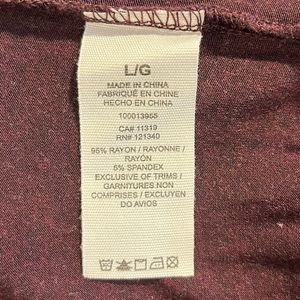 L/G
MADE IN CHINA
FABRIQUÉ EN CHINE
HECHO EN CHINA
100013955
CA# 11319
RN# 121340
95% RAYON / RAYONNE /
RAYÓN
5% SPANDEX
EXCLUSIVE OF TRIMS /
GARNITURES NON
COMPRISES / EXCLUYEN
DO AVIOS